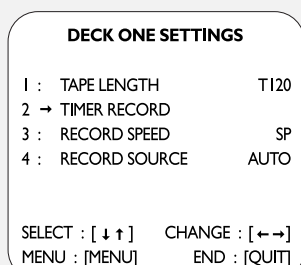 DECK ONE SETTINGS
1 : TAPE LENGTH T120
2 → TIMER RECORD
3 : RECORD SPEED SP
4 : RECORD SOURCE AUTO
SELECT : [↓↑] CHANGE : [←→]
MENU : [MENU] END : [QUIT]